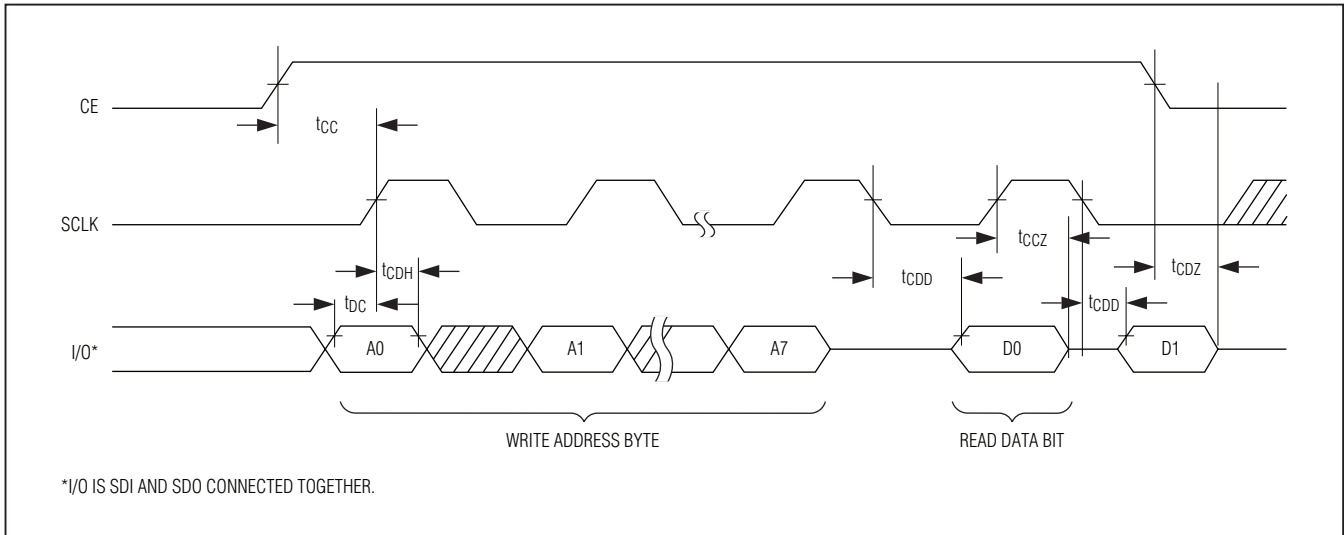 CE
tCC
SCLK
tCCZ
tCDH
tCDD
tCDZ
tDC
tCDD
I/O*
A0
A1
A7
D0
D1
WRITE ADDRESS BYTE
READ DATA BIT
*I/O IS SDI AND SDO CONNECTED TOGETHER.